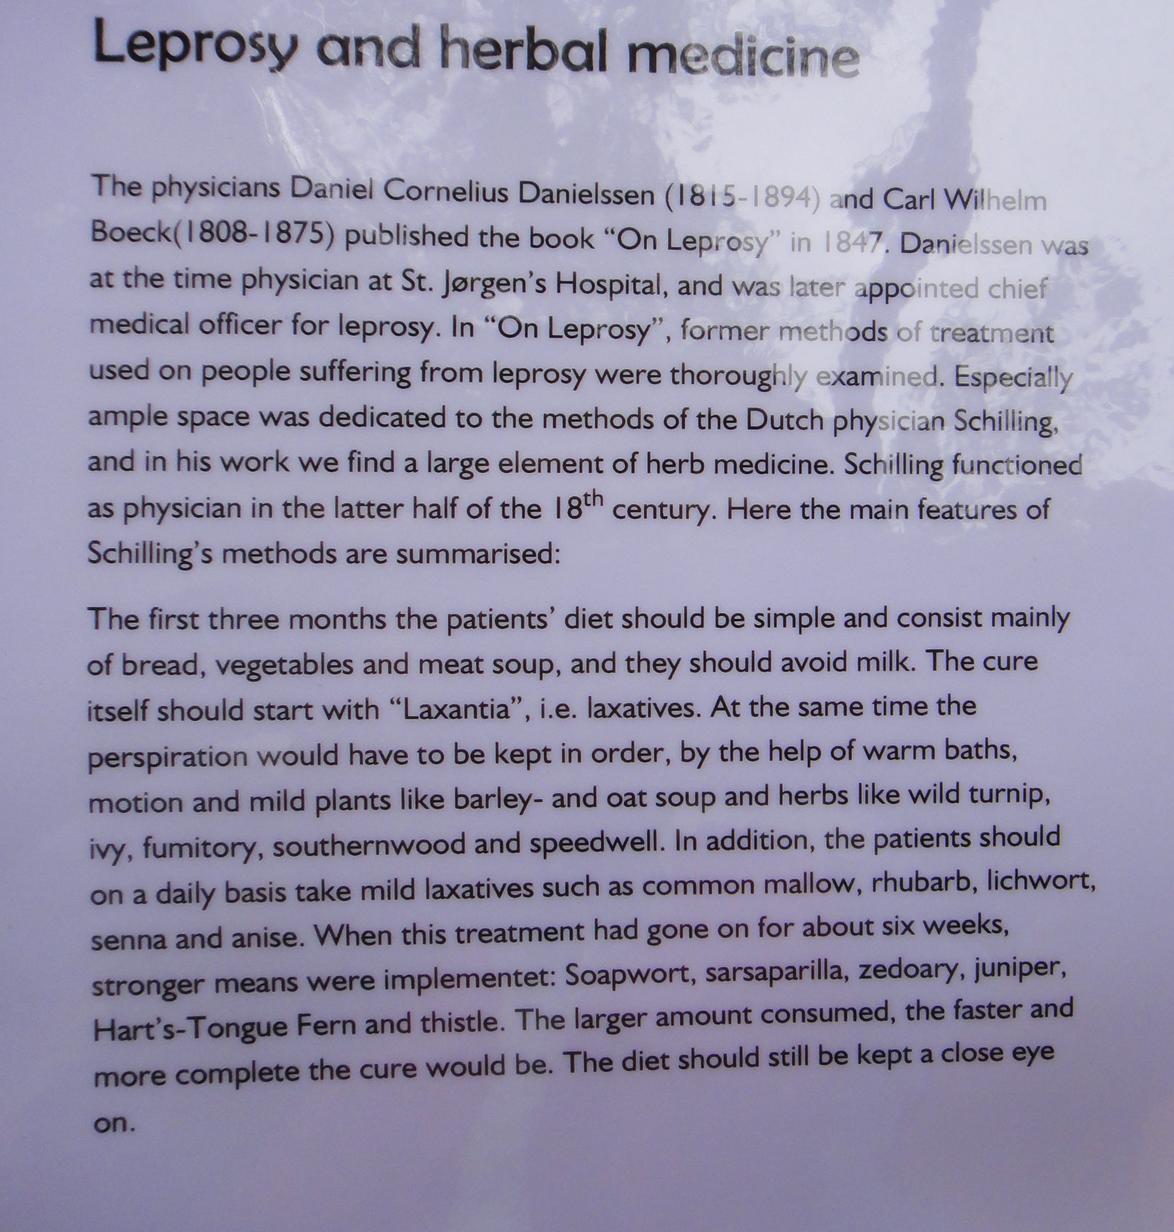 Leprosy and herbal medicine
The physicians Daniel Cornelius Danielssen (1815-1894) and Carl Wilhelm
Boeck(1808-1875) published the book “On Leprosy” in 1847. Danielssen was
at the time physician at St. Jørgen’s Hospital, and was later appointed chief
medical officer for leprosy. In “On Leprosy”, former methods of treatment
used on people suffering from leprosy were thoroughly examined. Especially
ample space was dedicated to the methods of the Dutch physician Schilling,
and in his work we find a large element of herb medicine. Schilling functioned
as physician in the latter half of the 18th century. Here the main features of
Schilling’s methods are summarised:
The first three months the patients’ diet should be simple and consist mainly
of bread, vegetables and meat soup, and they should avoid milk. The cure
itself should start with “Laxantia”, i.e. laxatives. At the same time the
perspiration would have to be kept in order, by the help of warm baths,
motion and mild plants like barley- and oat soup and herbs like wild turnip,
ivy, fumitory, southernwood and speedwell. In addition, the patients should
on a daily basis take mild laxatives such as common mallow, rhubarb, lichwort,
senna and anise. When this treatment had gone on for about six weeks,
stronger means were implementet: Soapwort, sarsaparilla, zedoary, juniper,
Hart’s-Tongue Fern and thistle. The larger amount consumed, the faster and
more complete the cure would be. The diet should still be kept a close eye
on.